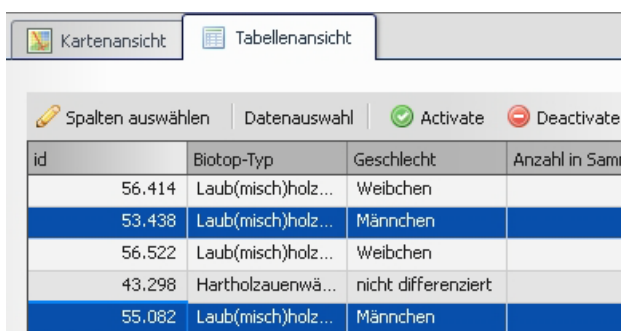 Kartenansicht Tabellenansicht
Spalten auswählen Datenauswahl Activate Deactivate
id Biotop-Typ Geschlecht Anzahl in Samm
56.414 Laub(misch)holz... Weibchen
53.438 Laub(misch)holz... Männchen
56.522 Laub(misch)holz... Weibchen
43.298 Hartholzauenwä... nicht differenziert
55.082 Laub(misch)holz... Männchen